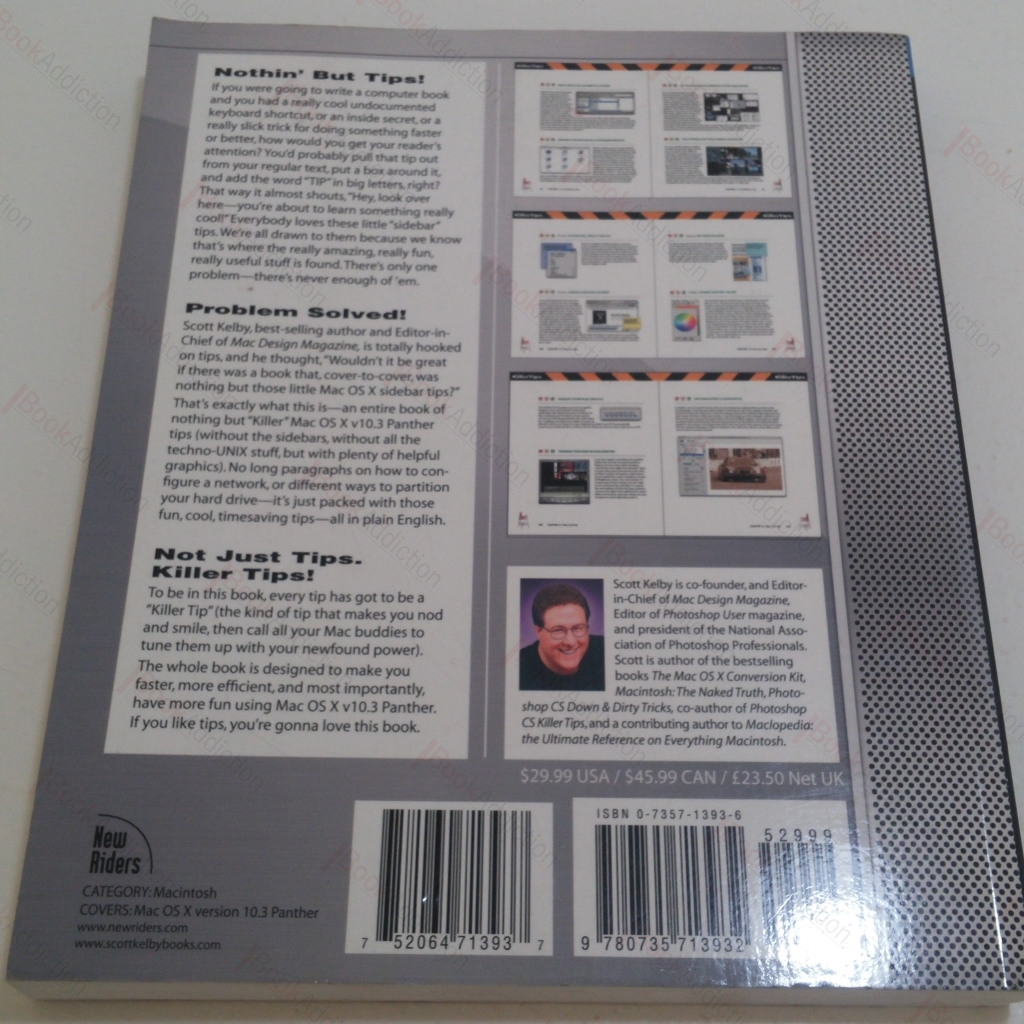 Nothin' But Tips!
If you were going to write a computer book
and you had a really cool undocumented
keyboard shortcut, or an inside secret, or a
really slick trick for doing something faster
or better, how would you get your reader's
attention? You'd probably pull that tip out
from your regular text, put a box around it,
and add the word "TIP" in big letters, right?
That way it almost shouts, "Hey, look over
here—you're about to learn something really
cool!" Everybody loves these little "sidebar"
tips. We're all drawn to them because we know
that's where the really amazing, really fun,
really useful stuff is found. There's only one
problem—there's never enough of 'em.
Problem Solved!
Scott Kelby, best-selling author and Editor-in-
Chief of Mac Design Magazine, is totally hooked
on tips, and he thought, "Wouldn't it be great
if there was a book that, cover-to-cover, was
nothing but those little Mac OS X sidebar tips?"
That's exactly what this is—an entire book of
nothing but "Killer" Mac OS X v10.3 Panther
tips (without the sidebars, without all the
techno-UNIX stuff, but with plenty of helpful
graphics). No long paragraphs on how to con-
figure a network, or different ways to partition
your hard drive—it's just packed with those
fun, cool, timesaving tips—all in plain English.
Not Just Tips.
Killer Tips!
To be in this book, every tip has got to be a
"Killer Tip" (the kind of tip that makes you nod
and smile, then call all your Mac buddies to
tune them up with your newfound power).
The whole book is designed to make you
faster, more efficient, and most importantly,
have more fun using Mac OS X v10.3 Panther.
If you like tips, you're gonna love this book.
Scott Kelby is co-founder, and Editor-
in-Chief of Mac Design Magazine,
Editor of Photoshop User magazine,
and president of the National Asso-
ciation of Photoshop Professionals.
Scott is author of the bestselling
books The Mac OS X Conversion Kit,
Macintosh: The Naked Truth, Photo-
shop CS Down & Dirty Tricks, co-author of Photoshop
CS Killer Tips, and a contributing author to Maclopedia:
the Ultimate Reference on Everything Macintosh.
$29.99 USA / $45.99 CAN / £23.50 Net UK
New
Riders
CATEGORY: Macintosh
COVERS: Mac OS X version 10.3 Panther
www.newriders.com
www.scottkelbybooks.com
7 52064 71393 7
ISBN 0-7357-1393-6
52999
9 780735 713932
BookAddiction